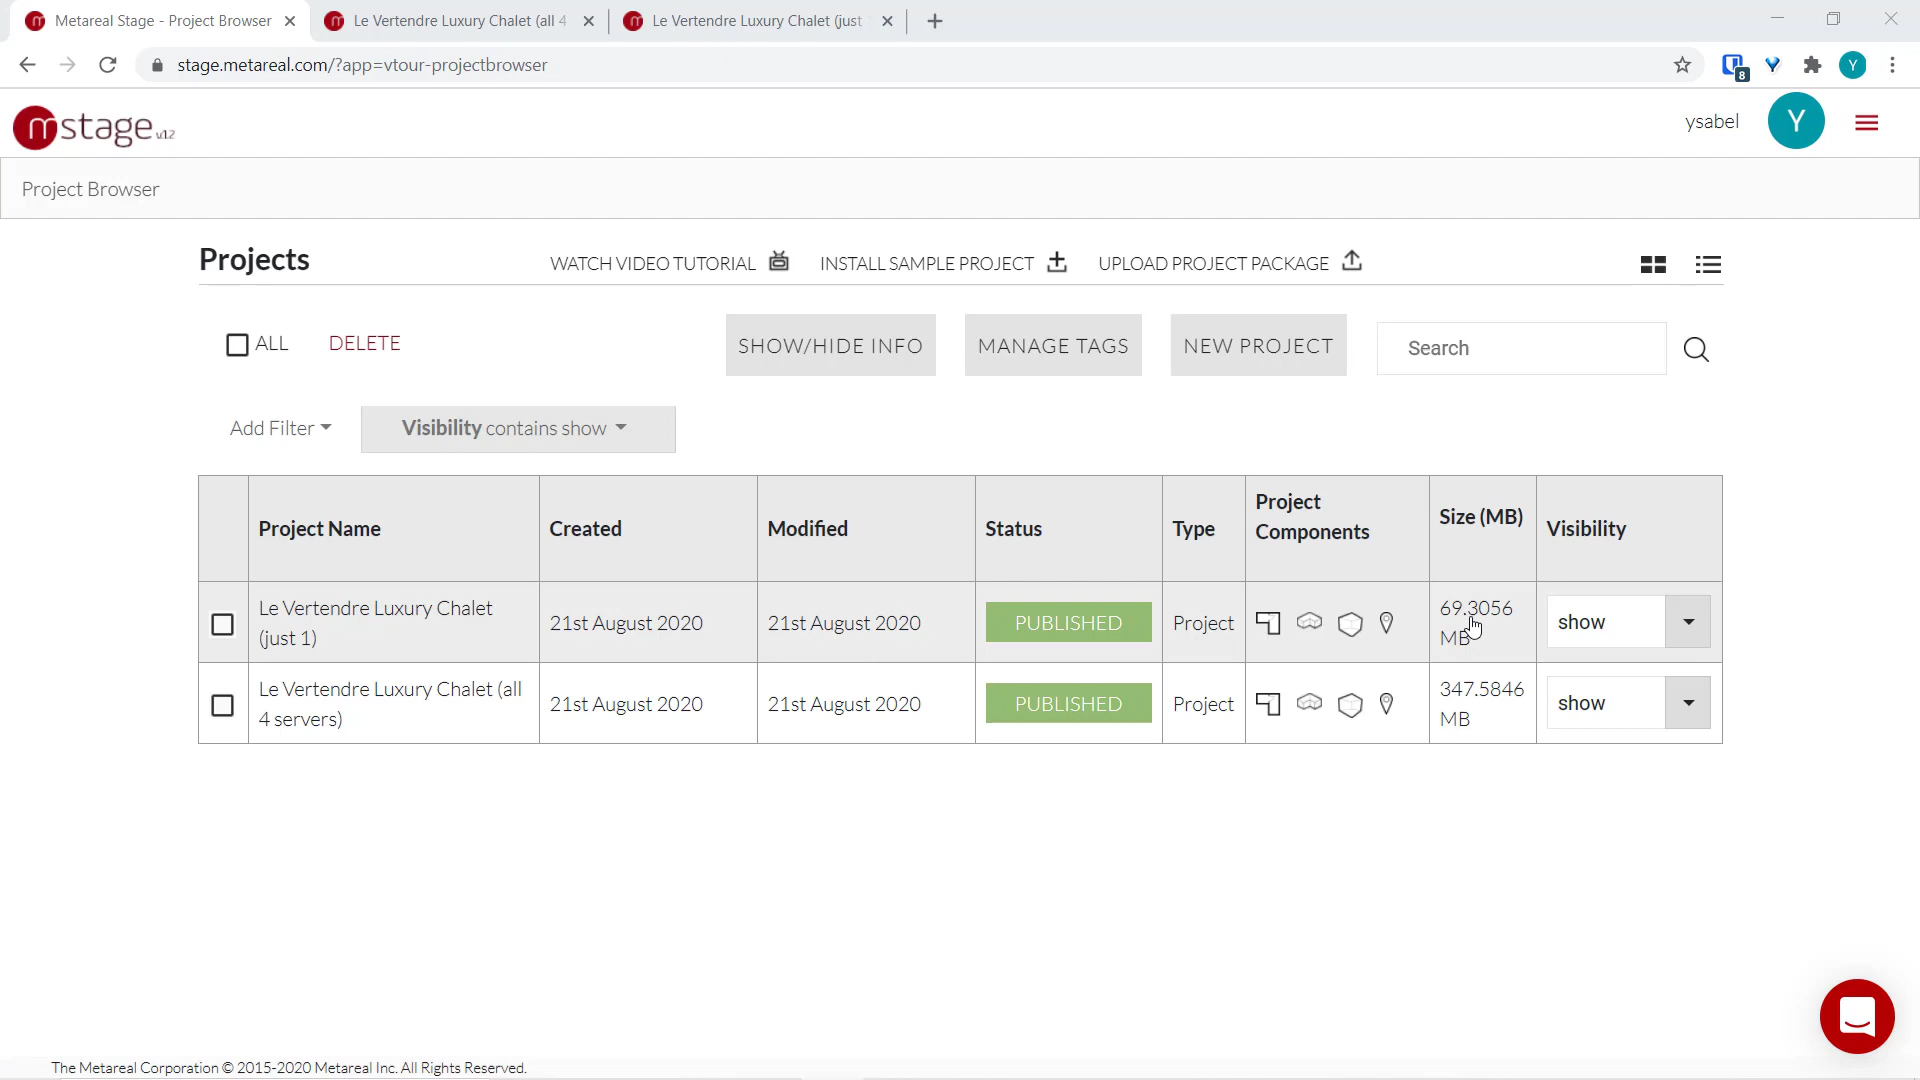 Metareal Stage - Project Browser
Le Vertendre Luxury Chalet (all 4
Le Vertendre Luxury Chalet (just
stage.metareal.com/?app=vtour-projectbrowser
8
Y
mstage v1.2
ysabel
Y
Project Browser
Projects
WATCH VIDEO TUTORIAL
INSTALL SAMPLE PROJECT
UPLOAD PROJECT PACKAGE
ALL
DELETE
SHOW/HIDE INFO
MANAGE TAGS
NEW PROJECT
Search
Add Filter
Visibility contains show
Project Name
Created
Modified
Status
Type
Project
Components
Size (MB)
Visibility
Le Vertendre Luxury Chalet
(just 1)
21st August 2020
21st August 2020
PUBLISHED
Project
69.3056
MB
show
Le Vertendre Luxury Chalet (all
4 servers)
21st August 2020
21st August 2020
PUBLISHED
Project
347.5846
MB
show
The Metareal Corporation © 2015-2020 Metareal Inc. All Rights Reserved.